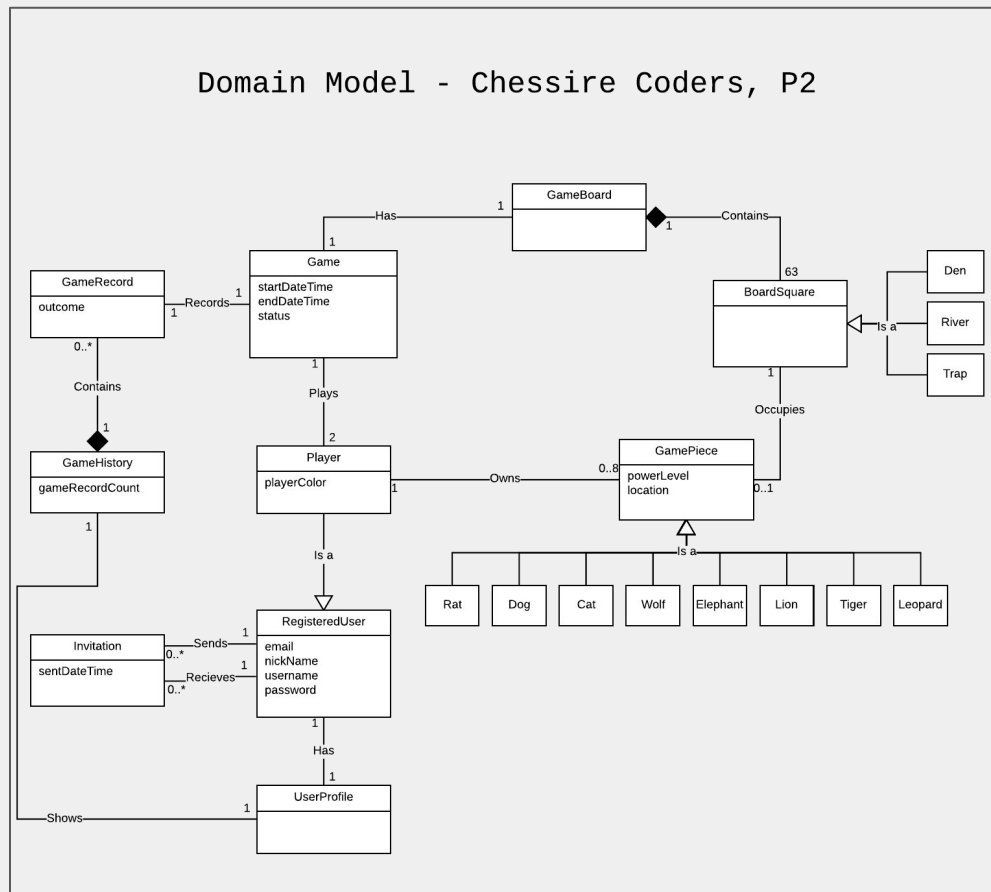 Domain Model - Chessire Coders, P2
GameBoard
1
Has
1
Contains
1
63
Game
startDateTime
endDateTime
status
GameRecord
outcome
1
Records
1
BoardSquare
Den
River
Trap
Is a
0..*
Contains
1
1
Plays
2
1
Occupies
0..1
GameHistory
gameRecordCount
1
Player
playerColor
1
Owns
0..8
GamePiece
powerLevel
location
Is a
Rat
Dog
Cat
Wolf
Elephant
Lion
Tiger
Leopard
Is a
RegisteredUser
email
nickName
username
password
Invitation
sentDateTime
Sends
1
0..*
Recieves
1
0..*
1
Has
1
UserProfile
1
Shows